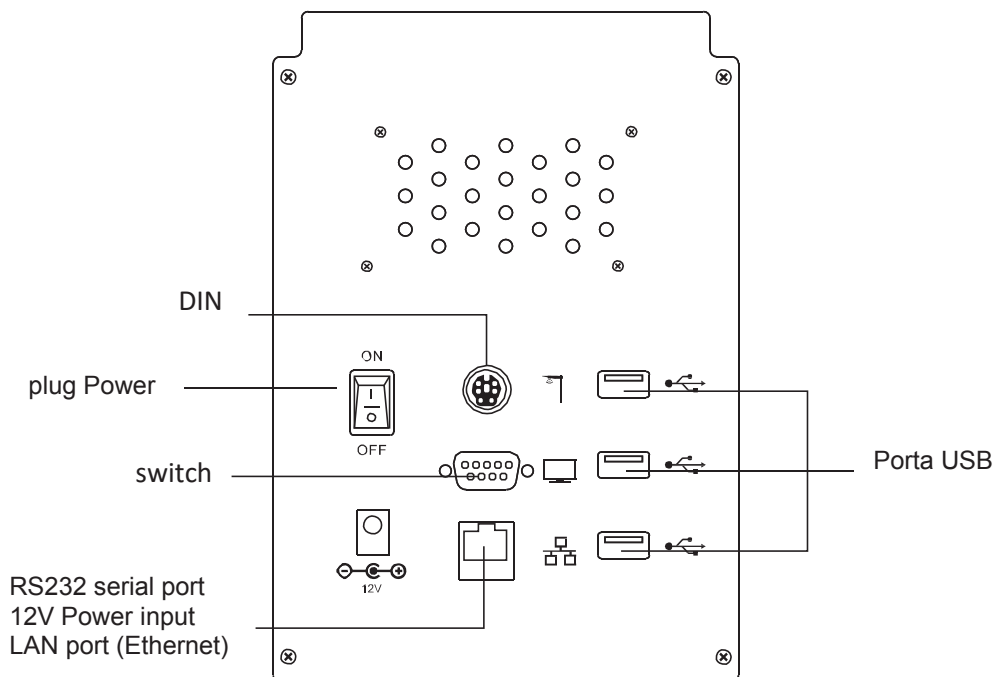 DIN
ON
plug Power
OFF
switch
Porta USB
12V
RS232 serial port
12V Power input
LAN port (Ethernet)